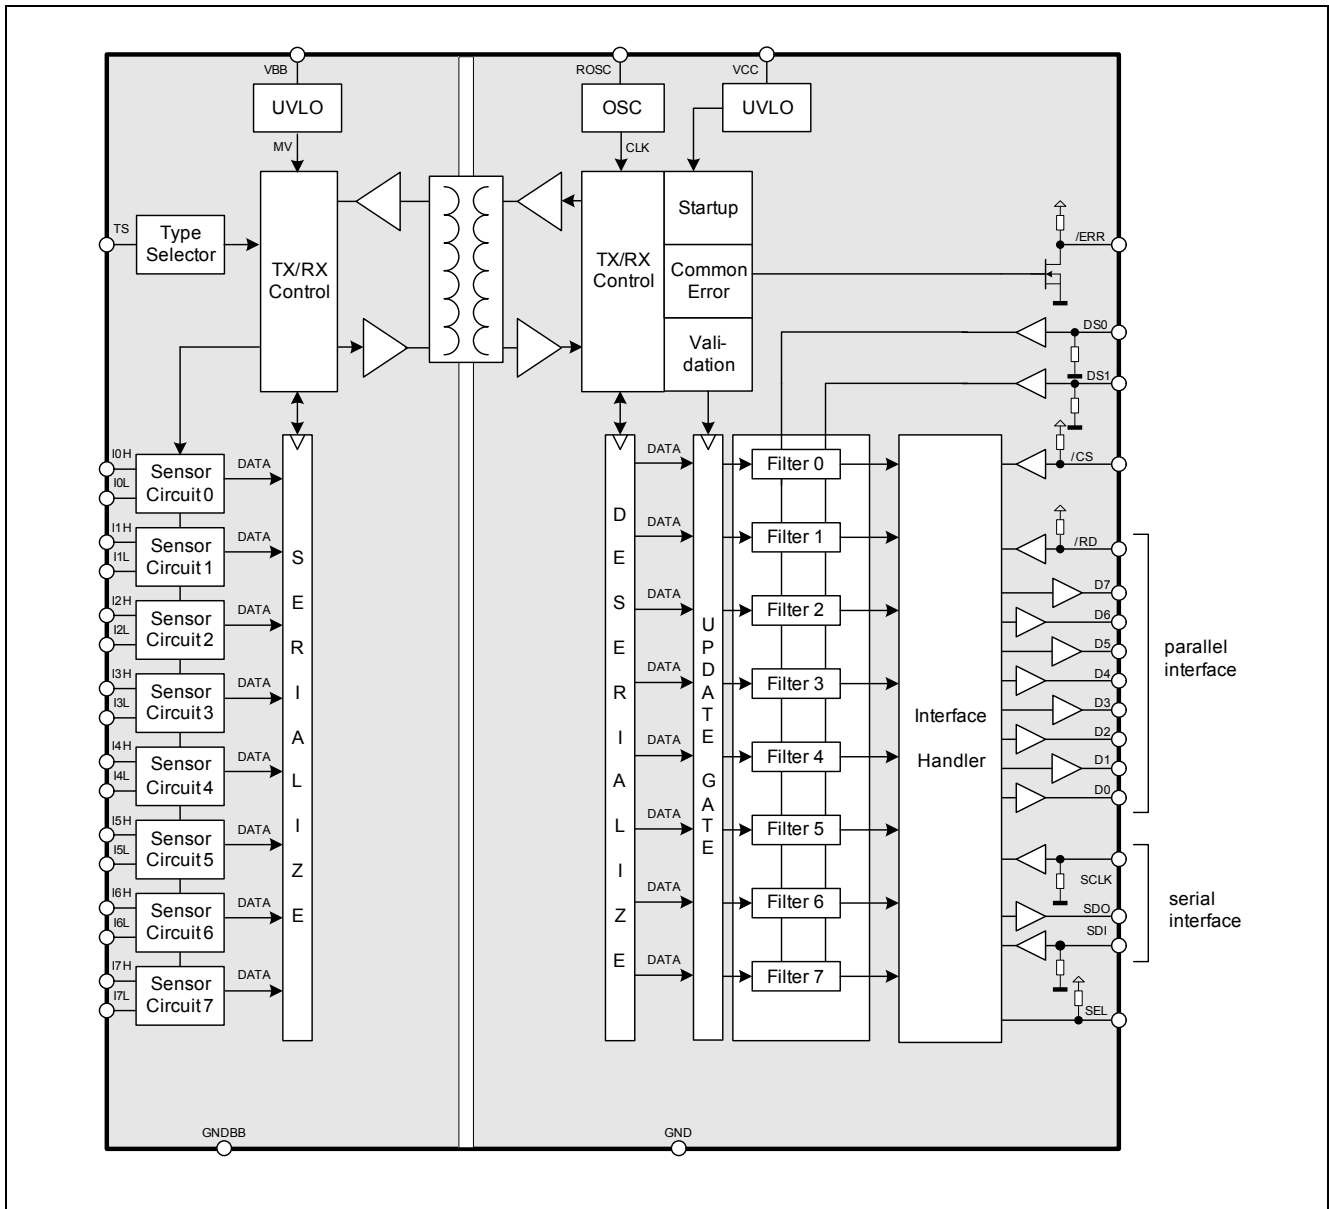 VBB
ROSC
VCC
UVLO
OSC
UVLO
MV
CLK
TS
Type
Selector
TX/RX
Control
TX/RX
Control
Startup
Common
Error
Vali-
dation
/ERR
DS0
DS1
/CS
/RD
I0H
I0L
Sensor
Circuit 0
DATA
I1H
I1L
Sensor
Circuit 1
DATA
I2H
I2L
Sensor
Circuit 2
DATA
I3H
I3L
Sensor
Circuit 3
DATA
I4H
I4L
Sensor
Circuit 4
DATA
I5H
I5L
Sensor
Circuit 5
DATA
I6H
I6L
Sensor
Circuit 6
DATA
I7H
I7L
Sensor
Circuit 7
DATA
SERIALIZE
DESERIALIZE
DATA
DATA
DATA
DATA
DATA
DATA
DATA
DATA
UPDATE GATE
Filter 0
Filter 1
Filter 2
Filter 3
Filter 4
Filter 5
Filter 6
Filter 7
Interface
Handler
D7
D6
D5
D4
D3
D2
D1
D0
parallel
interface
SCLK
SDO
SDI
serial
interface
SEL
GNDBB
GND